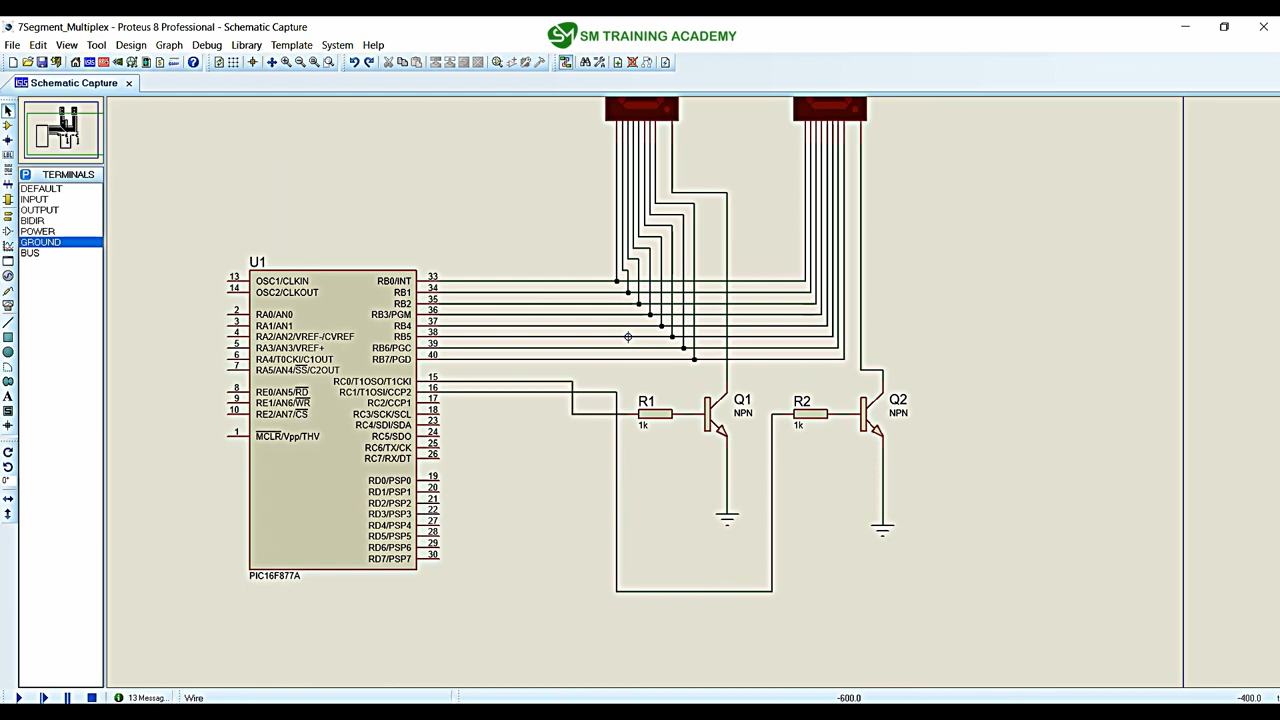 7Segment_Multiplex - Proteus 8 Professional - Schematic Capture
SM TRAINING ACADEMY
File Edit View Tool Design Graph Debug Library Template System Help
Schematic Capture
P TERMINALS
DEFAULT
INPUT
OUTPUT
BIDIR
POWER
GROUND
BUS
U1
13 OSC1/CLKIN RB0/INT 33
14 OSC2/CLKOUT RB1 34
RB2 35
2 RA0/AN0 RB3/PGM 36
3 RA1/AN1 RB4 37
4 RA2/AN2/VREF-/CVREF RB5 38
5 RA3/AN3/VREF+ RB6/PGC 39
6 RA4/T0CKI/C1OUT RB7/PGD 40
7 RA5/AN4/SS/C2OUT
RC0/T1OSO/T1CKI 15
8 RE0/AN5/RD RC1/T1OSI/CCP2 16
9 RE1/AN6/WR RC2/CCP1 17
10 RE2/AN7/CS RC3/SCK/SCL 18
RC4/SDI/SDA 23
1 MCLR/Vpp/THV RC5/SDO 24
RC6/TX/CK 25
RC7/RX/DT 26
RD0/PSP0 19
RD1/PSP1 20
RD2/PSP2 21
RD3/PSP3 22
RD4/PSP4 27
RD5/PSP5 28
RD6/PSP6 29
RD7/PSP7 30
PIC16F877A
R1
1k
Q1
NPN
R2
1k
Q2
NPN
0°
13 Messag... Wire -600.0 -400.0